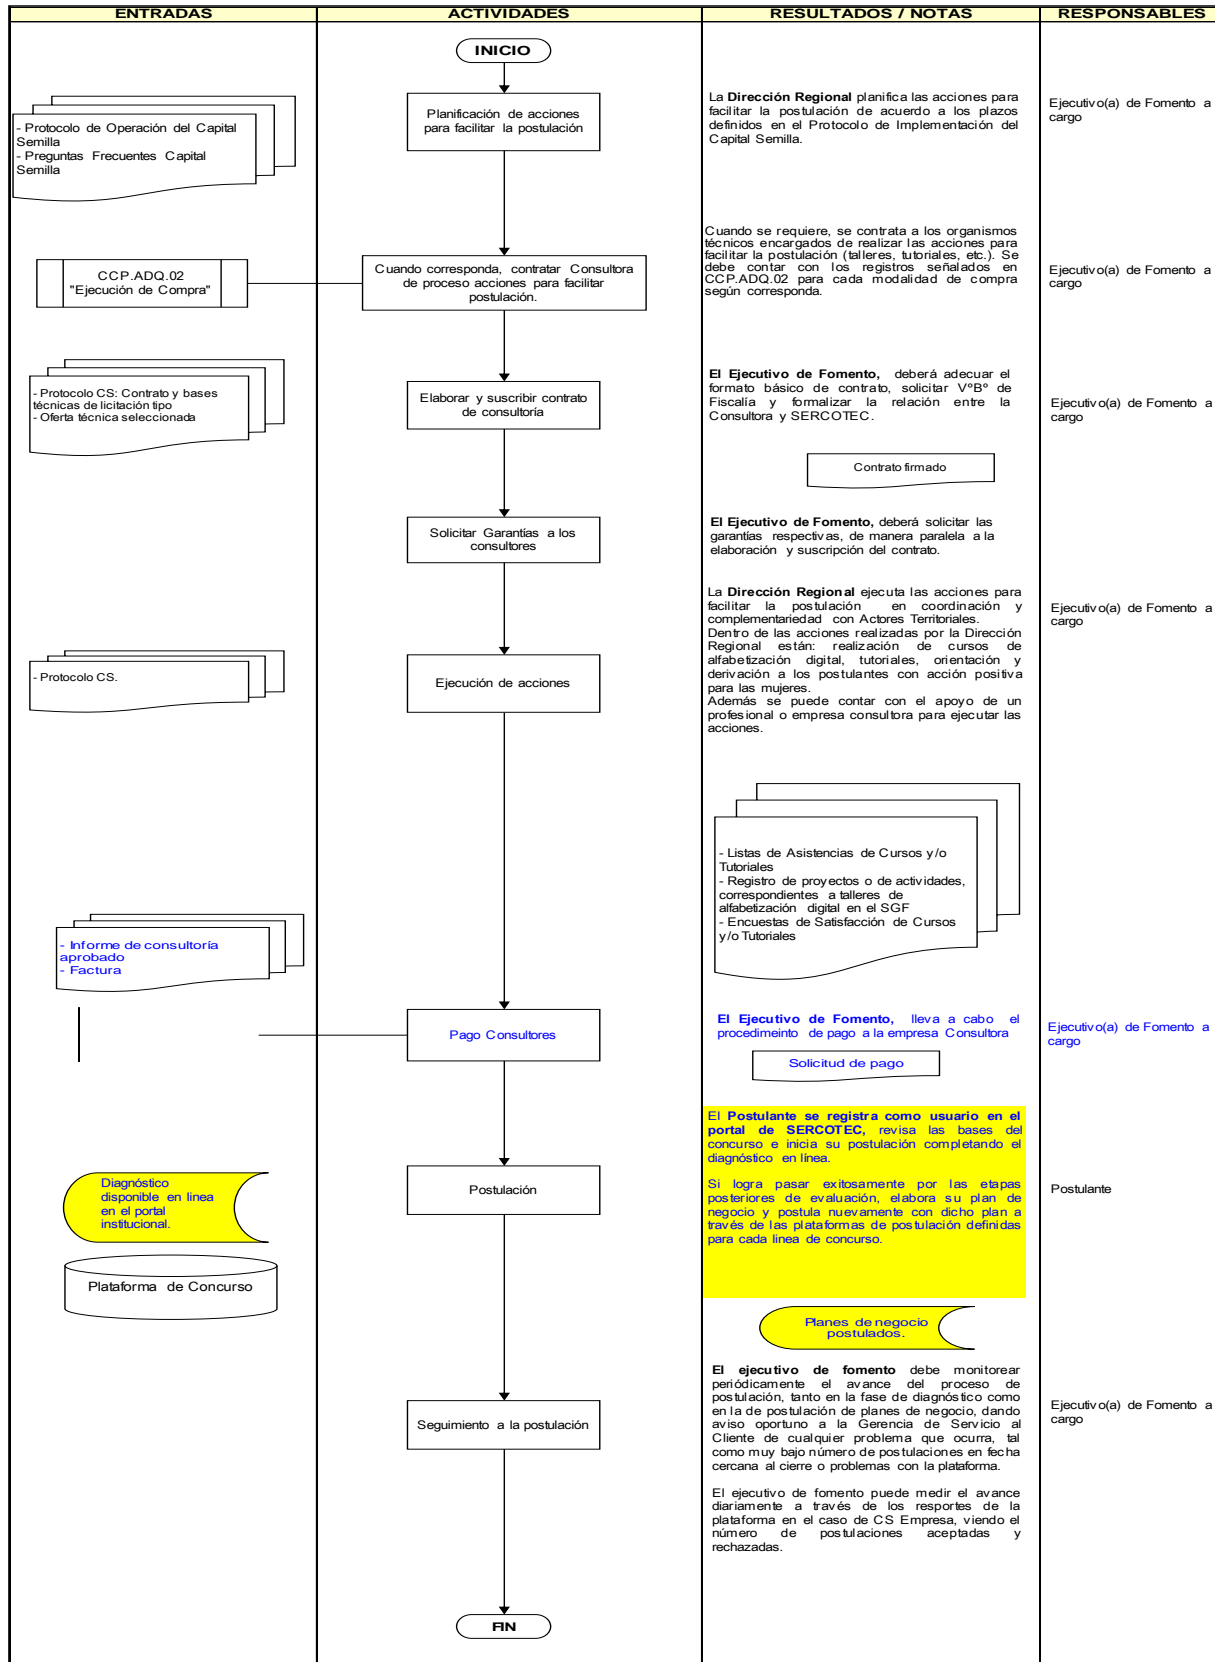 ENTRADAS
ACTIVIDADES
RESULTADOS / NOTAS
RESPONSABLES
INICIO
- Protocolo de Operación del Capital
Semilla
- Preguntas Frecuentes Capital
Semilla
Planificación de acciones
para facilitar la postulación
La Dirección Regional planifica las acciones para
facilitar la postulación de acuerdo a los plazos
definidos en el Protocolo de Implementación del
Capital Semilla.
Ejecutivo(a) de Fomento a
cargo
CCP.ADQ.02
"Ejecución de Compra"
Cuando corresponda, contratar Consultora
de proceso acciones para facilitar
postulación.
Cuando se requiere, se contrata a los organismos
técnicos encargados de realizar las acciones para
facilitar la postulación (talleres, tutoriales, etc.). Se
debe contar con los registros señalados en
CCP.ADQ.02 para cada modalidad de compra
según corresponda.
Ejecutivo(a) de Fomento a
cargo
- Protocolo CS: Contrato y bases
técnicas de licitación tipo
- Oferta técnica seleccionada
Elaborar y suscribir contrato
de consultoría
El Ejecutivo de Fomento, deberá adecuar el
formato básico de contrato, solicitar VºBº de
Fiscalía y formalizar la relación entre la
Consultora y SERCOTEC.
Ejecutivo(a) de Fomento a
cargo
Contrato firmado
Solicitar Garantías a los
consultores
El Ejecutivo de Fomento, deberá solicitar las
garantías respectivas, de manera paralela a la
elaboración y suscripción del contrato.
- Protocolo CS.
Ejecución de acciones
La Dirección Regional ejecuta las acciones para
facilitar la postulación en coordinación y
complementariedad con Actores Territoriales.
Dentro de las acciones realizadas por la Dirección
Regional están: realización de cursos de
alfabetización digital, tutoriales, orientación y
derivación a los postulantes con acción positiva
para las mujeres.
Además se puede contar con el apoyo de un
profesional o empresa consultora para ejecutar las
acciones.
Ejecutivo(a) de Fomento a
cargo
- Listas de Asistencias de Cursos y/o
Tutoriales
- Registro de proyectos o de actividades,
correspondientes a talleres de
alfabetización digital en el SGF
- Encuestas de Satisfacción de Cursos
y/o Tutoriales
- Informe de consultoría
aprobado
- Factura
Pago Consultores
El Ejecutivo de Fomento, lleva a cabo el
procedimeinto de pago a la empresa Consultora
Ejecutivo(a) de Fomento a
cargo
Solicitud de pago
Diagnóstico
disponible en linea
en el portal
institucional.
Plataforma de Concurso
Postulación
El Postulante se registra como usuario en el
portal de SERCOTEC, revisa las bases del
concurso e inicia su postulación completando el
diagnóstico en línea.
Si logra pasar exitosamente por las etapas
posteriores de evaluación, elabora su plan de
negocio y postula nuevamente con dicho plan a
través de las plataformas de postulación definidas
para cada linea de concurso.
Postulante
Planes de negocio
postulados.
Seguimiento a la postulación
El ejecutivo de fomento debe monitorear
periódicamente el avance del proceso de
postulación, tanto en la fase de diagnóstico como
en la de postulación de planes de negocio, dando
aviso oportuno a la Gerencia de Servicio al
Cliente de cualquier problema que ocurra, tal
como muy bajo número de postulaciones en fecha
cercana al cierre o problemas con la plataforma.
El ejecutivo de fomento puede medir el avance
diariamente a través de los resportes de la
plataforma en el caso de CS Empresa, viendo el
número de postulaciones aceptadas y
rechazadas.
Ejecutivo(a) de Fomento a
cargo
FIN